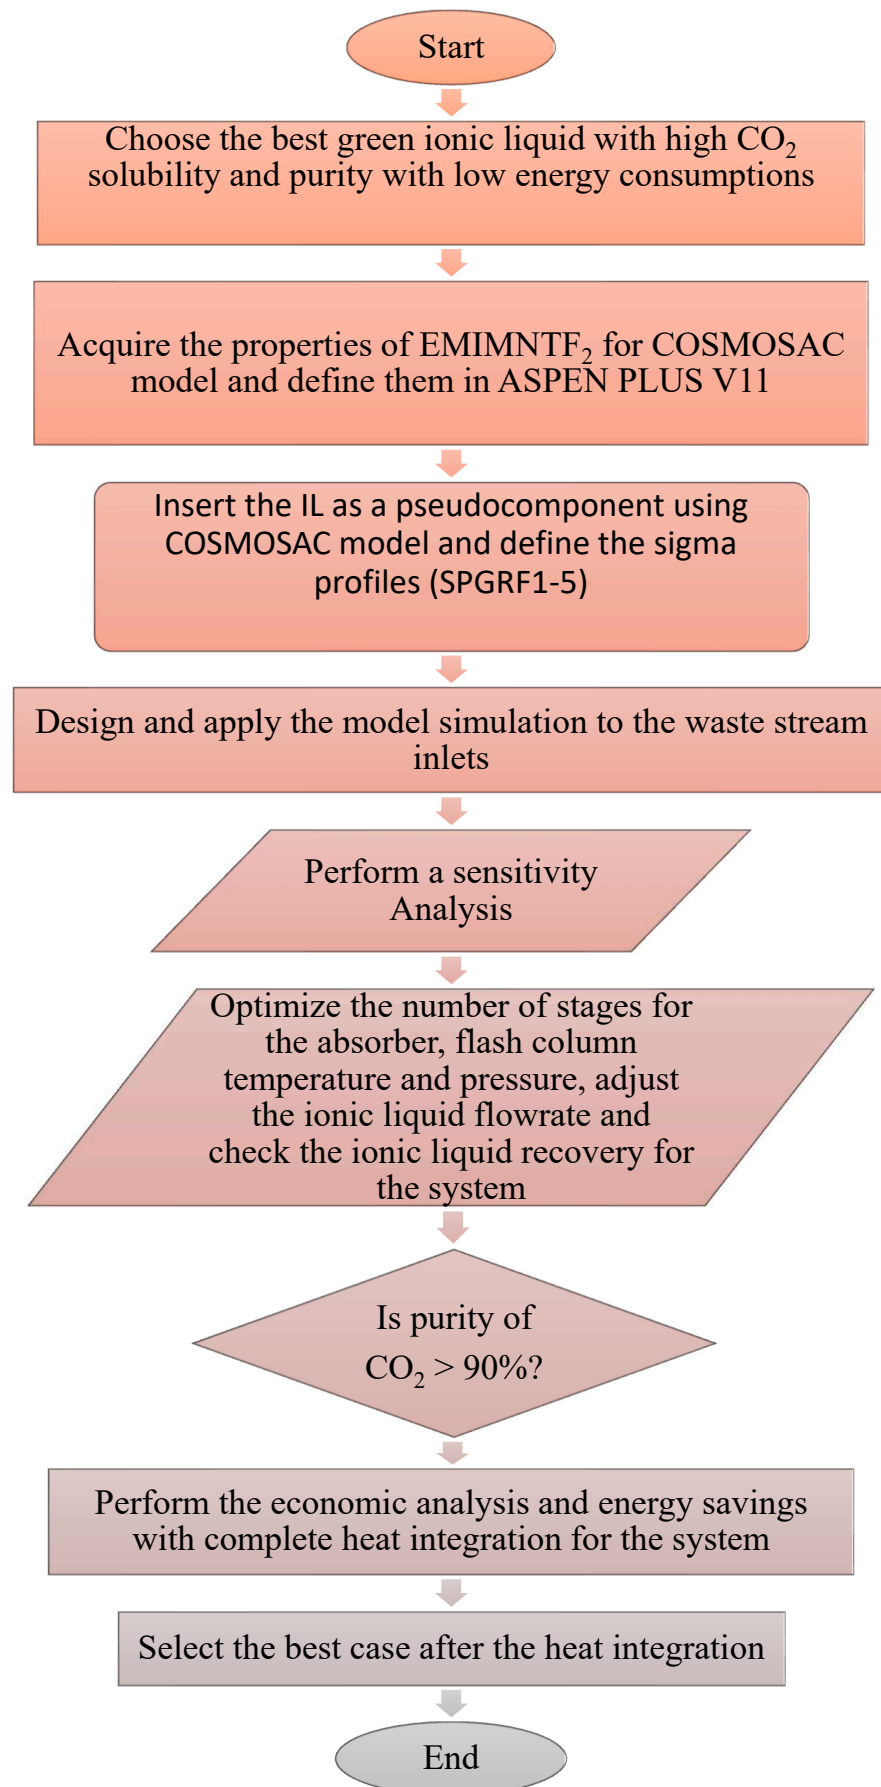 Start
Choose the best green ionic liquid with high CO₂
solubility and purity with low energy consumptions
Acquire the properties of EMIMNTF₂ for COSMOSAC
model and define them in ASPEN PLUS V11
Insert the IL as a pseudocomponent using
COSMOSAC model and define the sigma
profiles (SPGRF1-5)
Design and apply the model simulation to the waste stream
inlets
Perform a sensitivity
Analysis
Optimize the number of stages for
the absorber, flash column
temperature and pressure, adjust
the ionic liquid flowrate and
check the ionic liquid recovery for
the system
Is purity of
CO₂ > 90%?
Perform the economic analysis and energy savings
with complete heat integration for the system
Select the best case after the heat integration
End